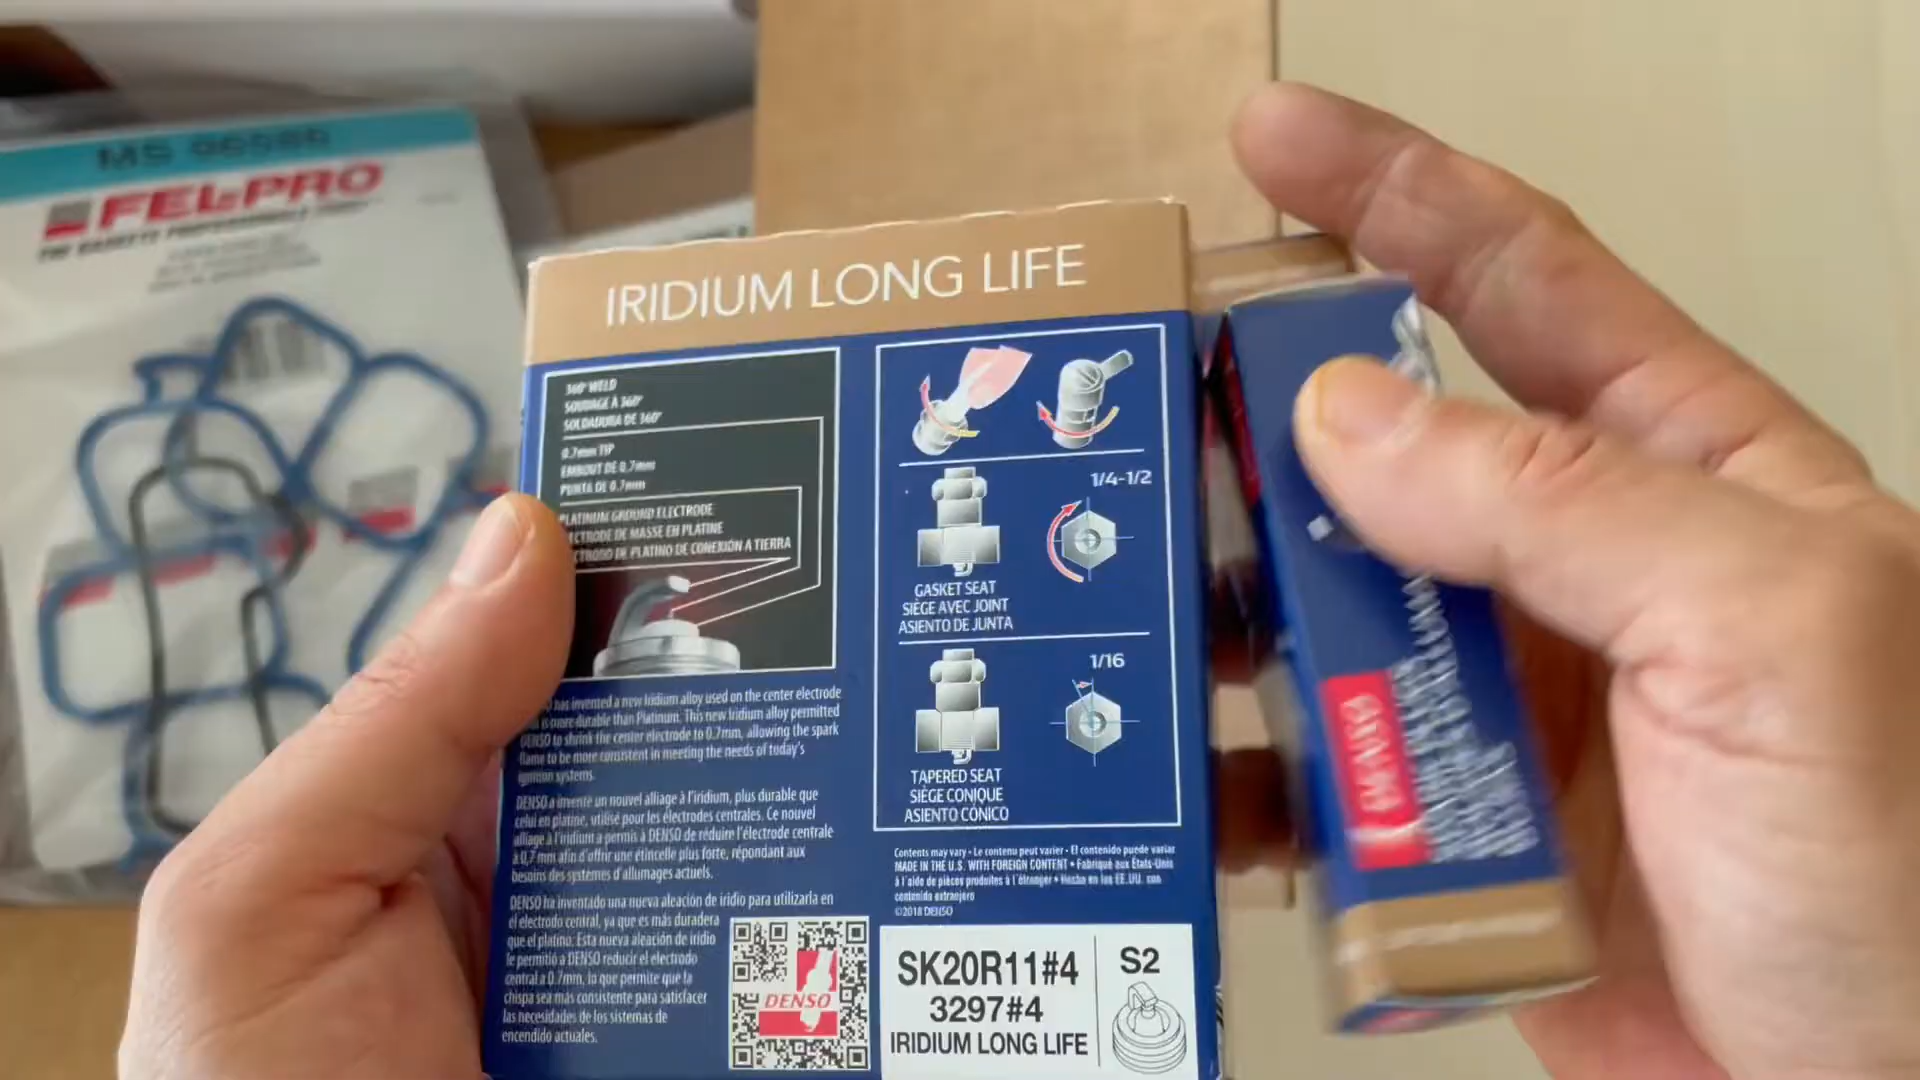 FEL-PRO
IRIDIUM LONG LIFE
360° WELD
SOUDAGE À 360°
SOLDADURA DE 360°
0.7mm TIP
EMBOUT DE 0.7mm
PUNTA DE 0.7mm
PLATINUM GROUND ELECTRODE
DE MASSE EN PLATINE
DE PLATINO DE CONEXIÓN A TIERRA
has invented a new Iridium alloy used on the center electrode
is more durable than Platinum. This new Iridium alloy permitted
DENSO to shrink the center electrode to 0.7mm, allowing the spark
flame to be more consistent in meeting the needs of today's
ignition systems.
DENSO a inventé un nouvel alliage à l'iridium, plus durable que
celui en platine, utilisé pour les électrodes centrales. Ce nouvel
alliage à l'iridium a permis à DENSO de réduire l'électrode centrale
à 0,7 mm afin d'offrir une étincelle plus forte, répondant aux
besoins des systèmes d'allumages actuels.
DENSO ha inventado una nueva aleación de iridio para utilizarla en
el electrodo central, ya que es más duradera
que el platino. Esta nueva aleación de iridio
le permitió a DENSO reducir el electrodo
central a 0.7mm, lo que permite que la
chispa sea más consistente para satisfacer
las necesidades de los sistemas de
encendido actuales.
DENSO
1/4-1/2
GASKET SEAT
SIÈGE AVEC JOINT
ASIENTO DE JUNTA
1/16
TAPERED SEAT
SIÈGE CONIQUE
ASIENTO CÓNICO
Contents may vary • Le contenu peut varier • El contenido puede variar
MADE IN THE U.S. WITH FOREIGN CONTENT • Fabriqué aux États-Unis
à l'aide de pièces produites à l'étranger • Hecho en los EE.UU. con
contenido extranjero
©2018 DENSO
SK20R11#4
3297#4
IRIDIUM LONG LIFE
S2